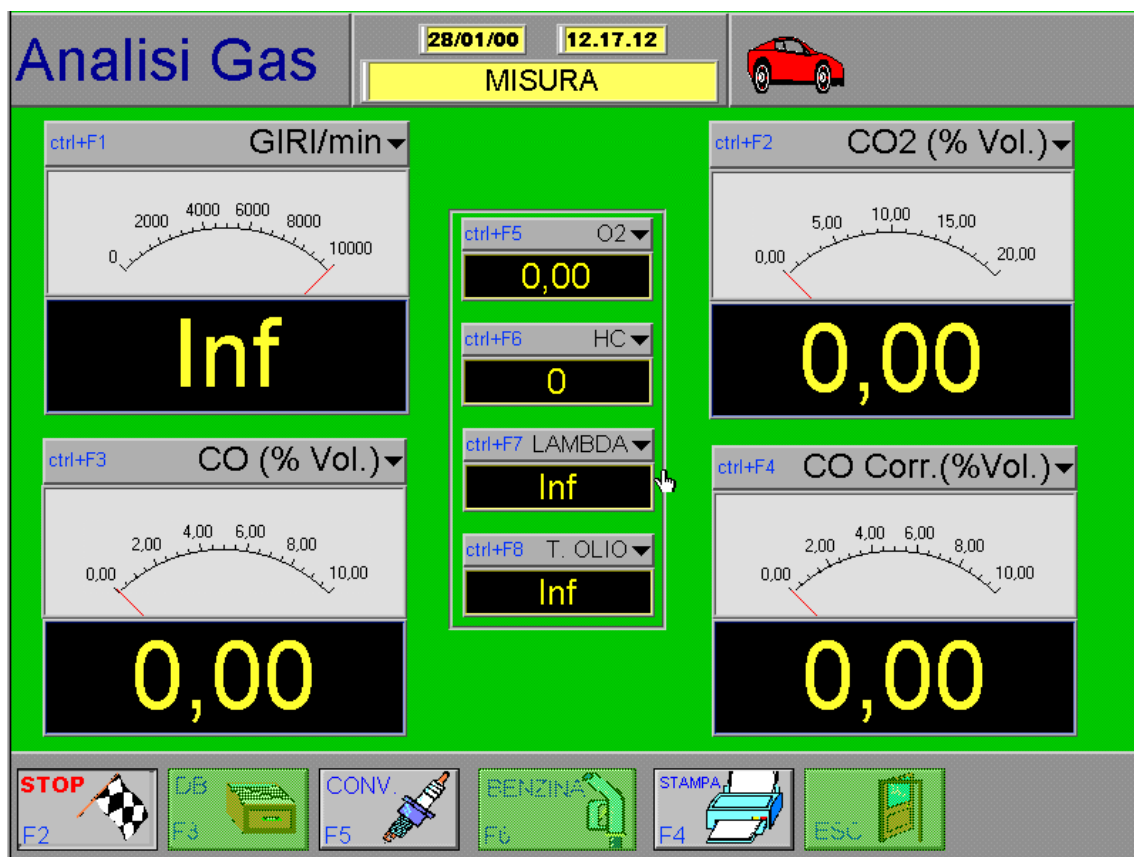 Analisi Gas
28/01/00 12.17.12
MISURA
ctrl+F1 GIRI/min
0 2000 4000 6000 8000 10000
Inf
ctrl+F2 CO2 (% Vol.)
0,00 5,00 10,00 15,00 20,00
0,00
ctrl+F5 O2
0,00
ctrl+F6 HC
0
ctrl+F7 LAMBDA
Inf
ctrl+F8 T. OLIO
Inf
ctrl+F3 CO (% Vol.)
0,00 2,00 4,00 6,00 8,00 10,00
0,00
ctrl+F4 CO Corr.(%Vol.)
0,00 2,00 4,00 6,00 8,00 10,00
0,00
STOP
F2
DB
F3
CONV.
F5
BENZINA
F6
STAMPA
F4
ESC